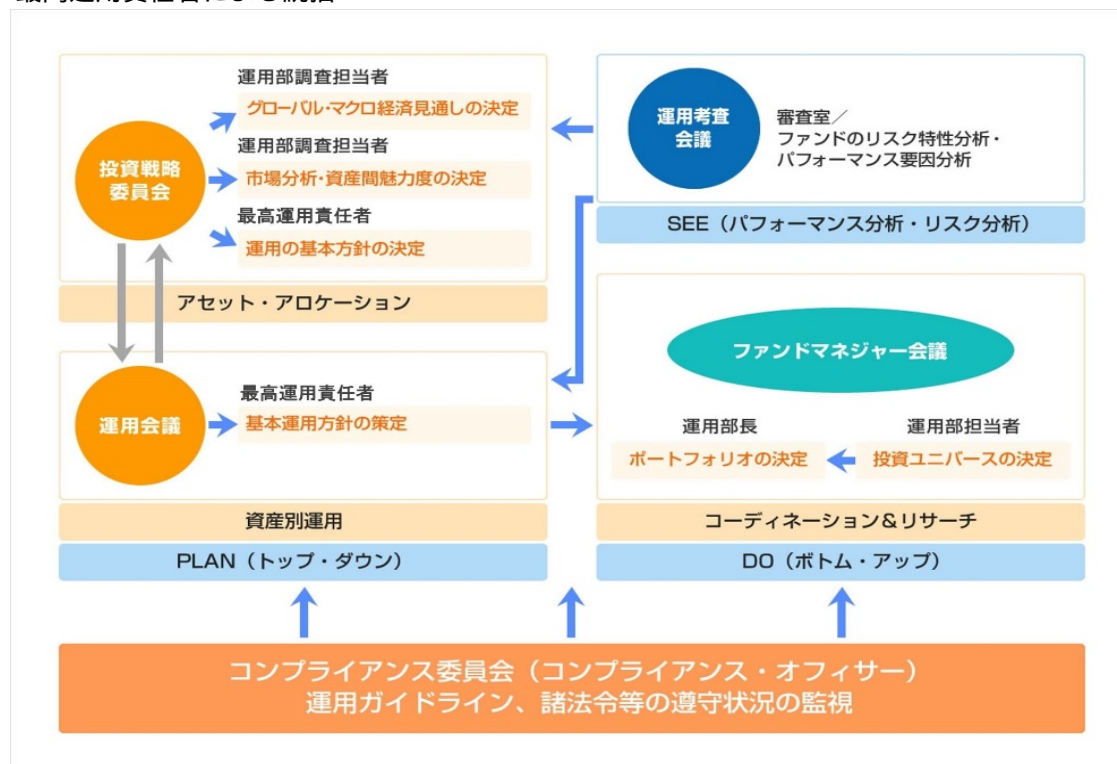 最高運用責任者による統括
投資戦略
委員会
運用部調査担当者
グローバル・マクロ経済見通しの決定
運用部調査担当者
市場分析・資産間魅力度の決定
最高運用責任者
運用の基本方針の決定
アセット・アロケーション
運用会議
最高運用責任者
基本運用方針の策定
資産別運用
PLAN（トップ・ダウン）
運用考査
会議
審査室／
ファンドのリスク特性分析・
パフォーマンス要因分析
SEE（パフォーマンス分析・リスク分析）
ファンドマネジャー会議
運用部長
ポートフォリオの決定
運用部担当者
投資ユニバースの決定
コーディネーション＆リサーチ
DO（ボトム・アップ）
コンプライアンス委員会（コンプライアンス・オフィサー）
運用ガイドライン、諸法令等の遵守状況の監視